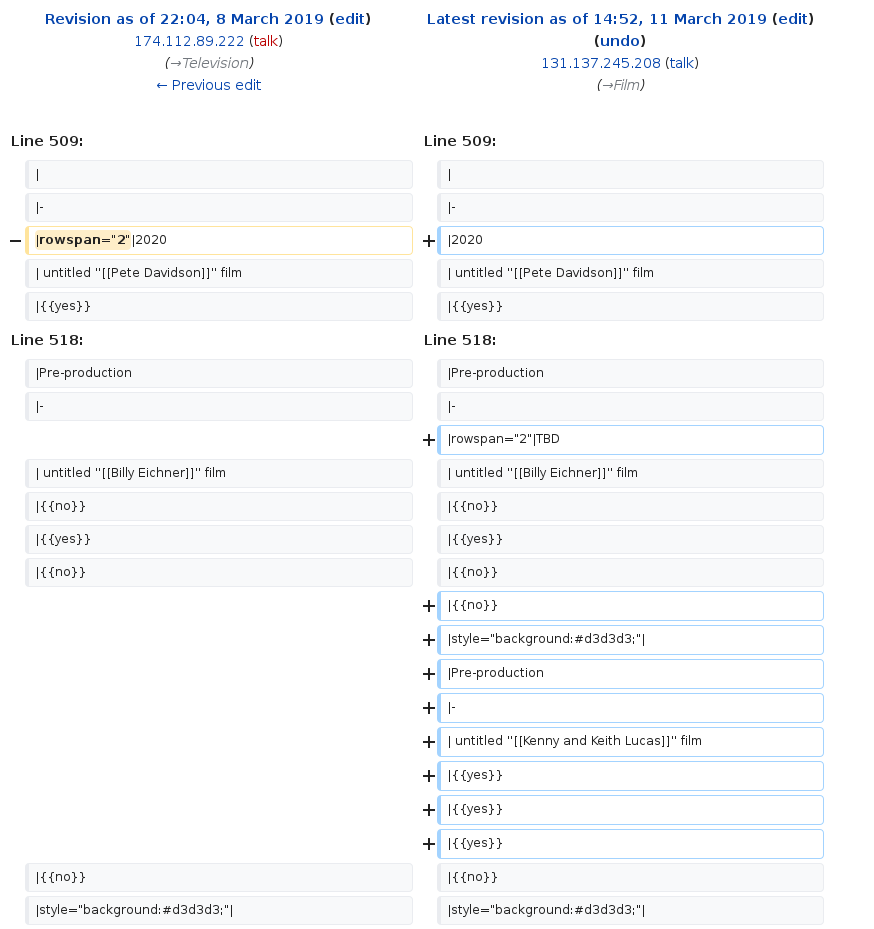 Revision as of 22:04, 8 March 2019 (edit)
174.112.89.222 (talk)
(→Television)
← Previous edit
Latest revision as of 14:52, 11 March 2019 (edit)
(undo)
131.137.245.208 (talk)
(→Film)
Line 509:
Line 509:
|
|
|-
|-
− |rowspan="2"|2020
+ |2020
| untitled ''[[Pete Davidson]]'' film
| untitled ''[[Pete Davidson]]'' film
|{{yes}}
|{{yes}}
Line 518:
Line 518:
|Pre-production
|Pre-production
|-
|-
+ |rowspan="2"|TBD
| untitled ''[[Billy Eichner]]'' film
| untitled ''[[Billy Eichner]]'' film
|{{no}}
|{{no}}
|{{yes}}
|{{yes}}
|{{no}}
|{{no}}
+ |{{no}}
+ |style="background:#d3d3d3;"|
+ |Pre-production
+ |-
+ | untitled ''[[Kenny and Keith Lucas]]'' film
+ |{{yes}}
+ |{{yes}}
+ |{{yes}}
|{{no}}
|{{no}}
|style="background:#d3d3d3;"|
|style="background:#d3d3d3;"|